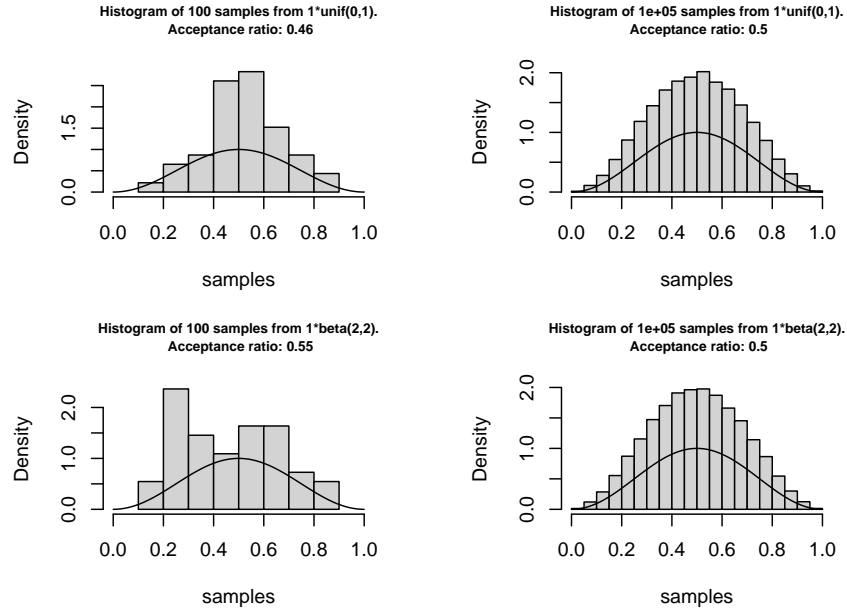 Histogram of 100 samples from 1*unif(0,1).
Acceptance ratio: 0.46
Density
0.0 1.5
0.0 0.2 0.4 0.6 0.8 1.0
samples
Histogram of 1e+05 samples from 1*unif(0,1).
Acceptance ratio: 0.5
Density
0.0 1.0 2.0
0.0 0.2 0.4 0.6 0.8 1.0
samples
Histogram of 100 samples from 1*beta(2,2).
Acceptance ratio: 0.55
Density
0.0 1.0 2.0
0.0 0.2 0.4 0.6 0.8 1.0
samples
Histogram of 1e+05 samples from 1*beta(2,2).
Acceptance ratio: 0.5
Density
0.0 1.0 2.0
0.0 0.2 0.4 0.6 0.8 1.0
samples